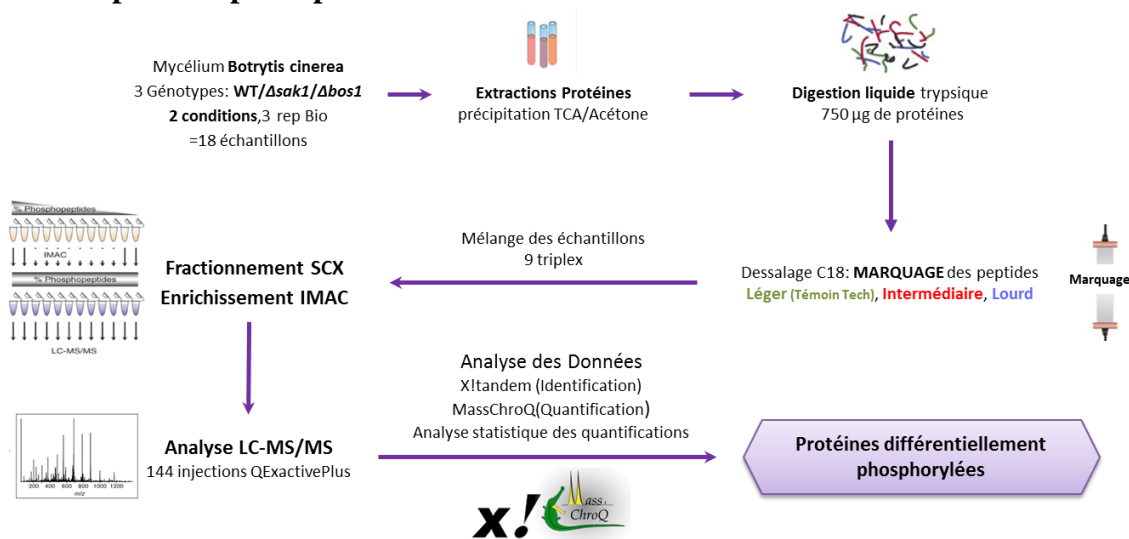 Mycélium Botrytis cinerea
3 Génotypes: WT/Δsak1/Δbos1
2 conditions,3 rep Bio
=18 échantillons
Extractions Protéines
précipitation TCA/Acétone
Digestion liquide trypsique
750 µg de protéines
Dessalage C18: MARQUAGE des peptides
Léger (Témoin Tech), Intermédiaire, Lourd
Marquage
Mélange des échantillons
9 triplex
% Phosphopeptides
IMAC
% Phosphopeptides
LC-MS/MS
Fractionnement SCX
Enrichissement IMAC
Analyse LC-MS/MS
144 injections QExactivePlus
200 400 600 800 1000 1200
m/z
Analyse des Données
X!tandem (Identification)
MassChroQ(Quantification)
Analyse statistique des quantifications
x!
Mass
ChroQ
Protéines différentiellement
phosphorylées